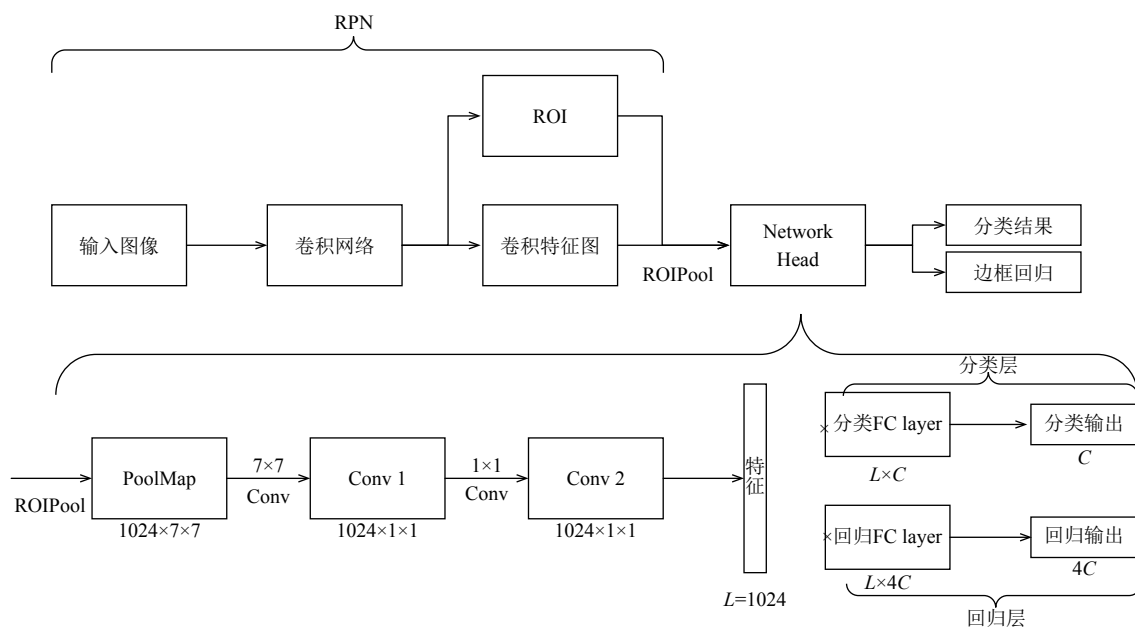 RPN
ROI
输入图像
卷积网络
卷积特征图
ROIPool
Network
Head
分类结果
边框回归
ROIPool
PoolMap
1024×7×7
7×7
Conv
Conv 1
1024×1×1
1×1
Conv
Conv 2
1024×1×1
特征
L=1024
分类层
×分类FC layer
L×C
分类输出
C
×回归FC layer
L×4C
回归输出
4C
回归层